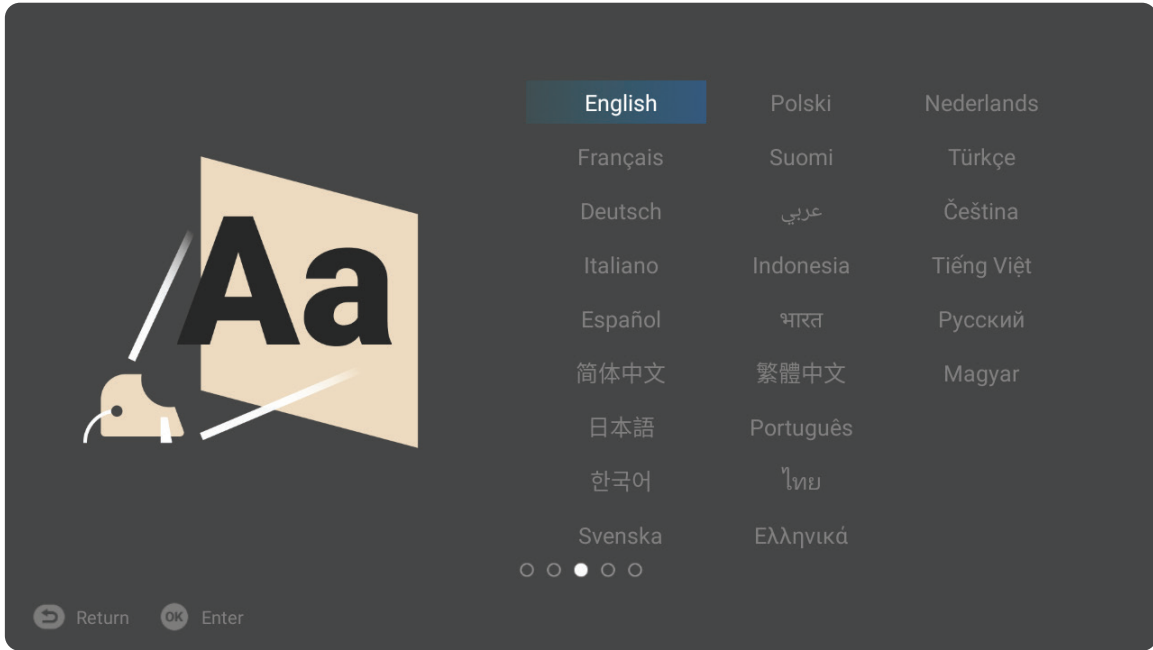 Aa
English Polski Nederlands
Français Suomi Türkçe
Deutsch عربي Čeština
Italiano Indonesia Tiếng Việt
Español भारत Русский
简体中文 繁體中文 Magyar
日本語 Português
한국어 ไทย
Svenska Ελληνικά
Return OK Enter